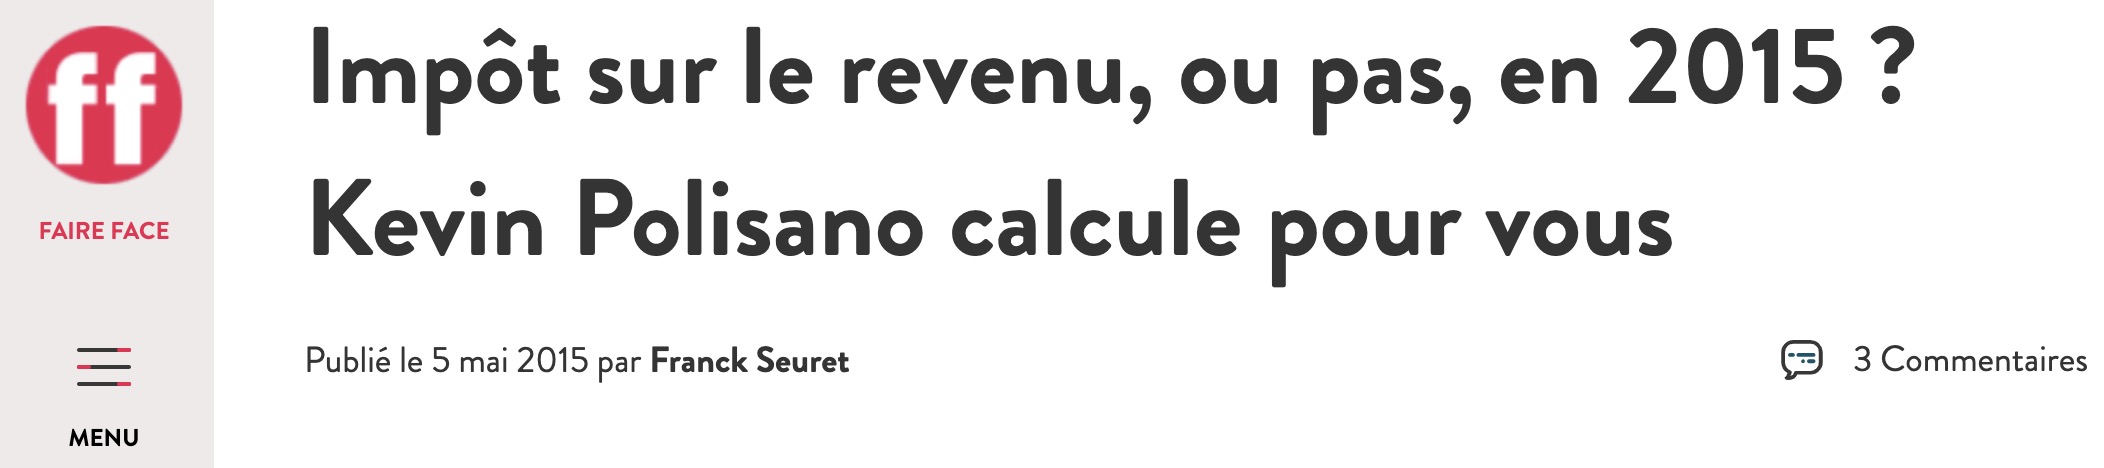 ff
FAIRE FACE
MENU
Impôt sur le revenu, ou pas, en 2015 ?
Kevin Polisano calcule pour vous
Publié le 5 mai 2015 par Franck Seuret
3 Commentaires